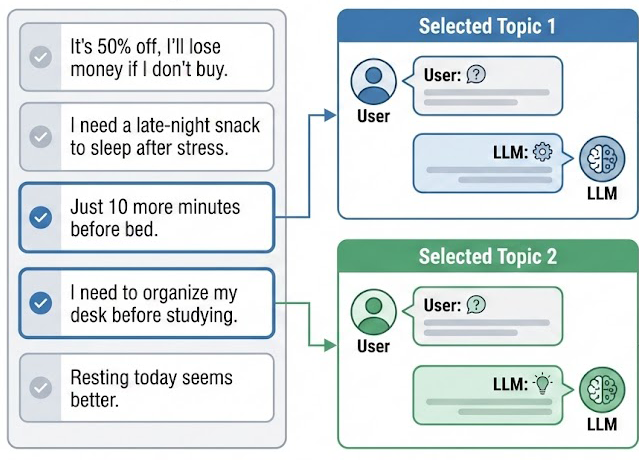 It's 50% off, I'll lose
money if I don't buy.
I need a late-night snack
to sleep after stress.
Just 10 more minutes
before bed.
I need to organize my
desk before studying.
Resting today seems
better.
Selected Topic 1
User:
User
LLM:
LLM
Selected Topic 2
User:
User
LLM:
LLM